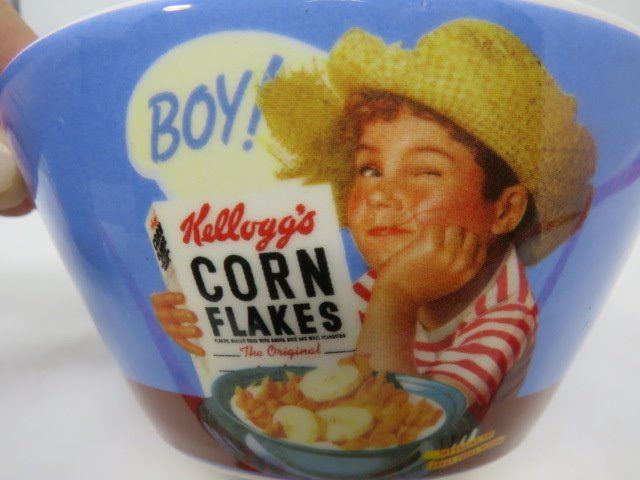 BOY!
Kellogg's
CORN
FLAKES
The Original